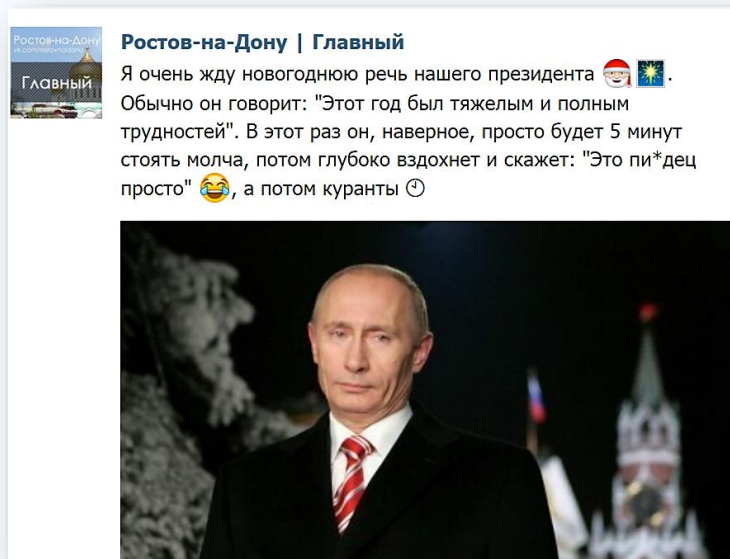 Ростов-на-Дону
vk.com/rostovnadonu
Главный
Ростов-на-Дону | Главный
Я очень жду новогоднюю речь нашего президента 🎅🎆.
Обычно он говорит: "Этот год был тяжелым и полным
трудностей". В этот раз он, наверное, просто будет 5 минут
стоять молча, потом глубоко вздохнет и скажет: "Это пи*дец
просто" 😂, а потом куранты 🕙